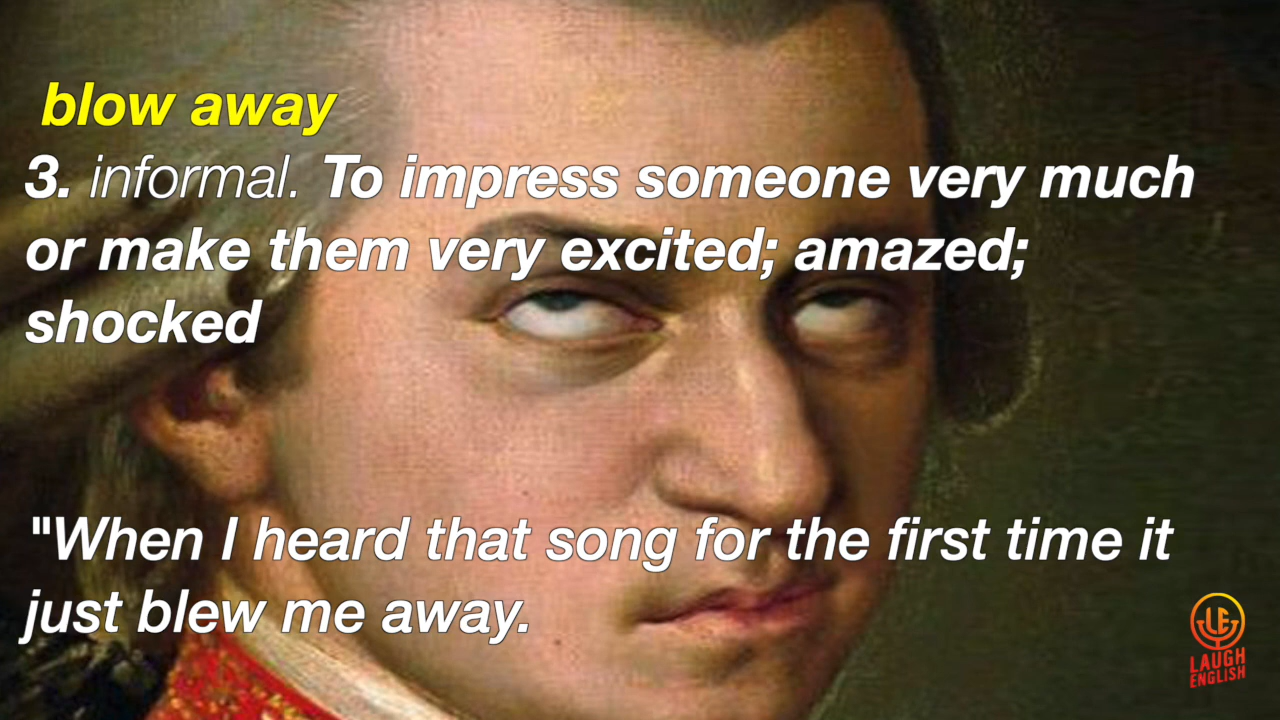 blow away
3. informal. To impress someone very much
or make them very excited; amazed;
shocked
"When I heard that song for the first time it
just blew me away.
LE
LAUGH
ENGLISH